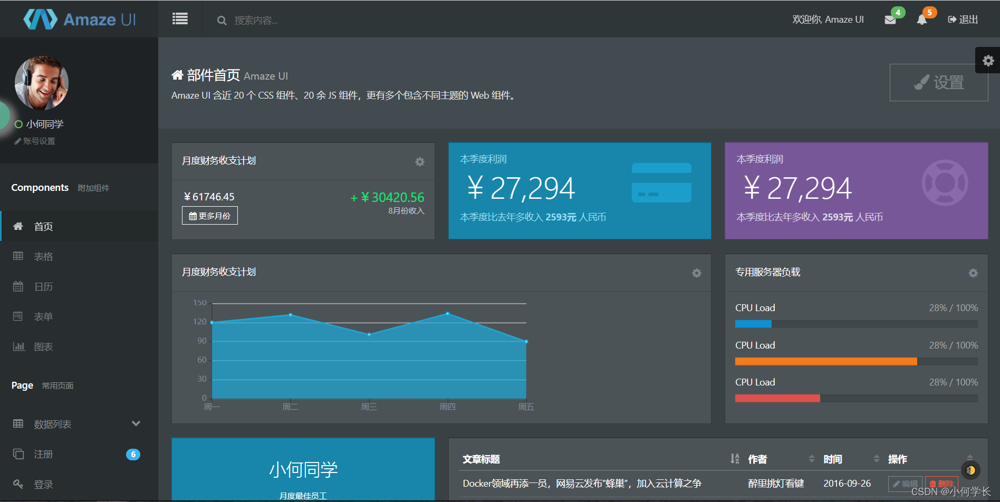 Amaze UI
搜索内容...
欢迎你, Amaze UI
4
5
退出
部件首页 Amaze UI
Amaze UI 含近 20 个 CSS 组件、20 余 JS 组件，更有多个包含不同主题的 Web 组件。
设置
小何同学
账号设置
Components 附加组件
首页
表格
日历
表单
图表
Page 常用页面
数据列表
注册 6
登录
月度财务收支计划
￥61746.45
更多月份
+￥30420.56
8月份收入
本季度利润
￥27,294
本季度比去年多收入 2593元 人民币
本季度利润
￥27,294
本季度比去年多收入 2593元 人民币
月度财务收支计划
150
120
90
60
30
0
周一 周二 周三 周四 周五
专用服务器负载
CPU Load 28% / 100%
CPU Load 28% / 100%
CPU Load 28% / 100%
小何同学
月度最佳员工
文章标题 作者 时间 操作
Docker领域再添一员，网易云发布“蜂巢”，加入云计算之争 醉里挑灯看键 2016-09-26 编辑 删除
CSDN @小何学长